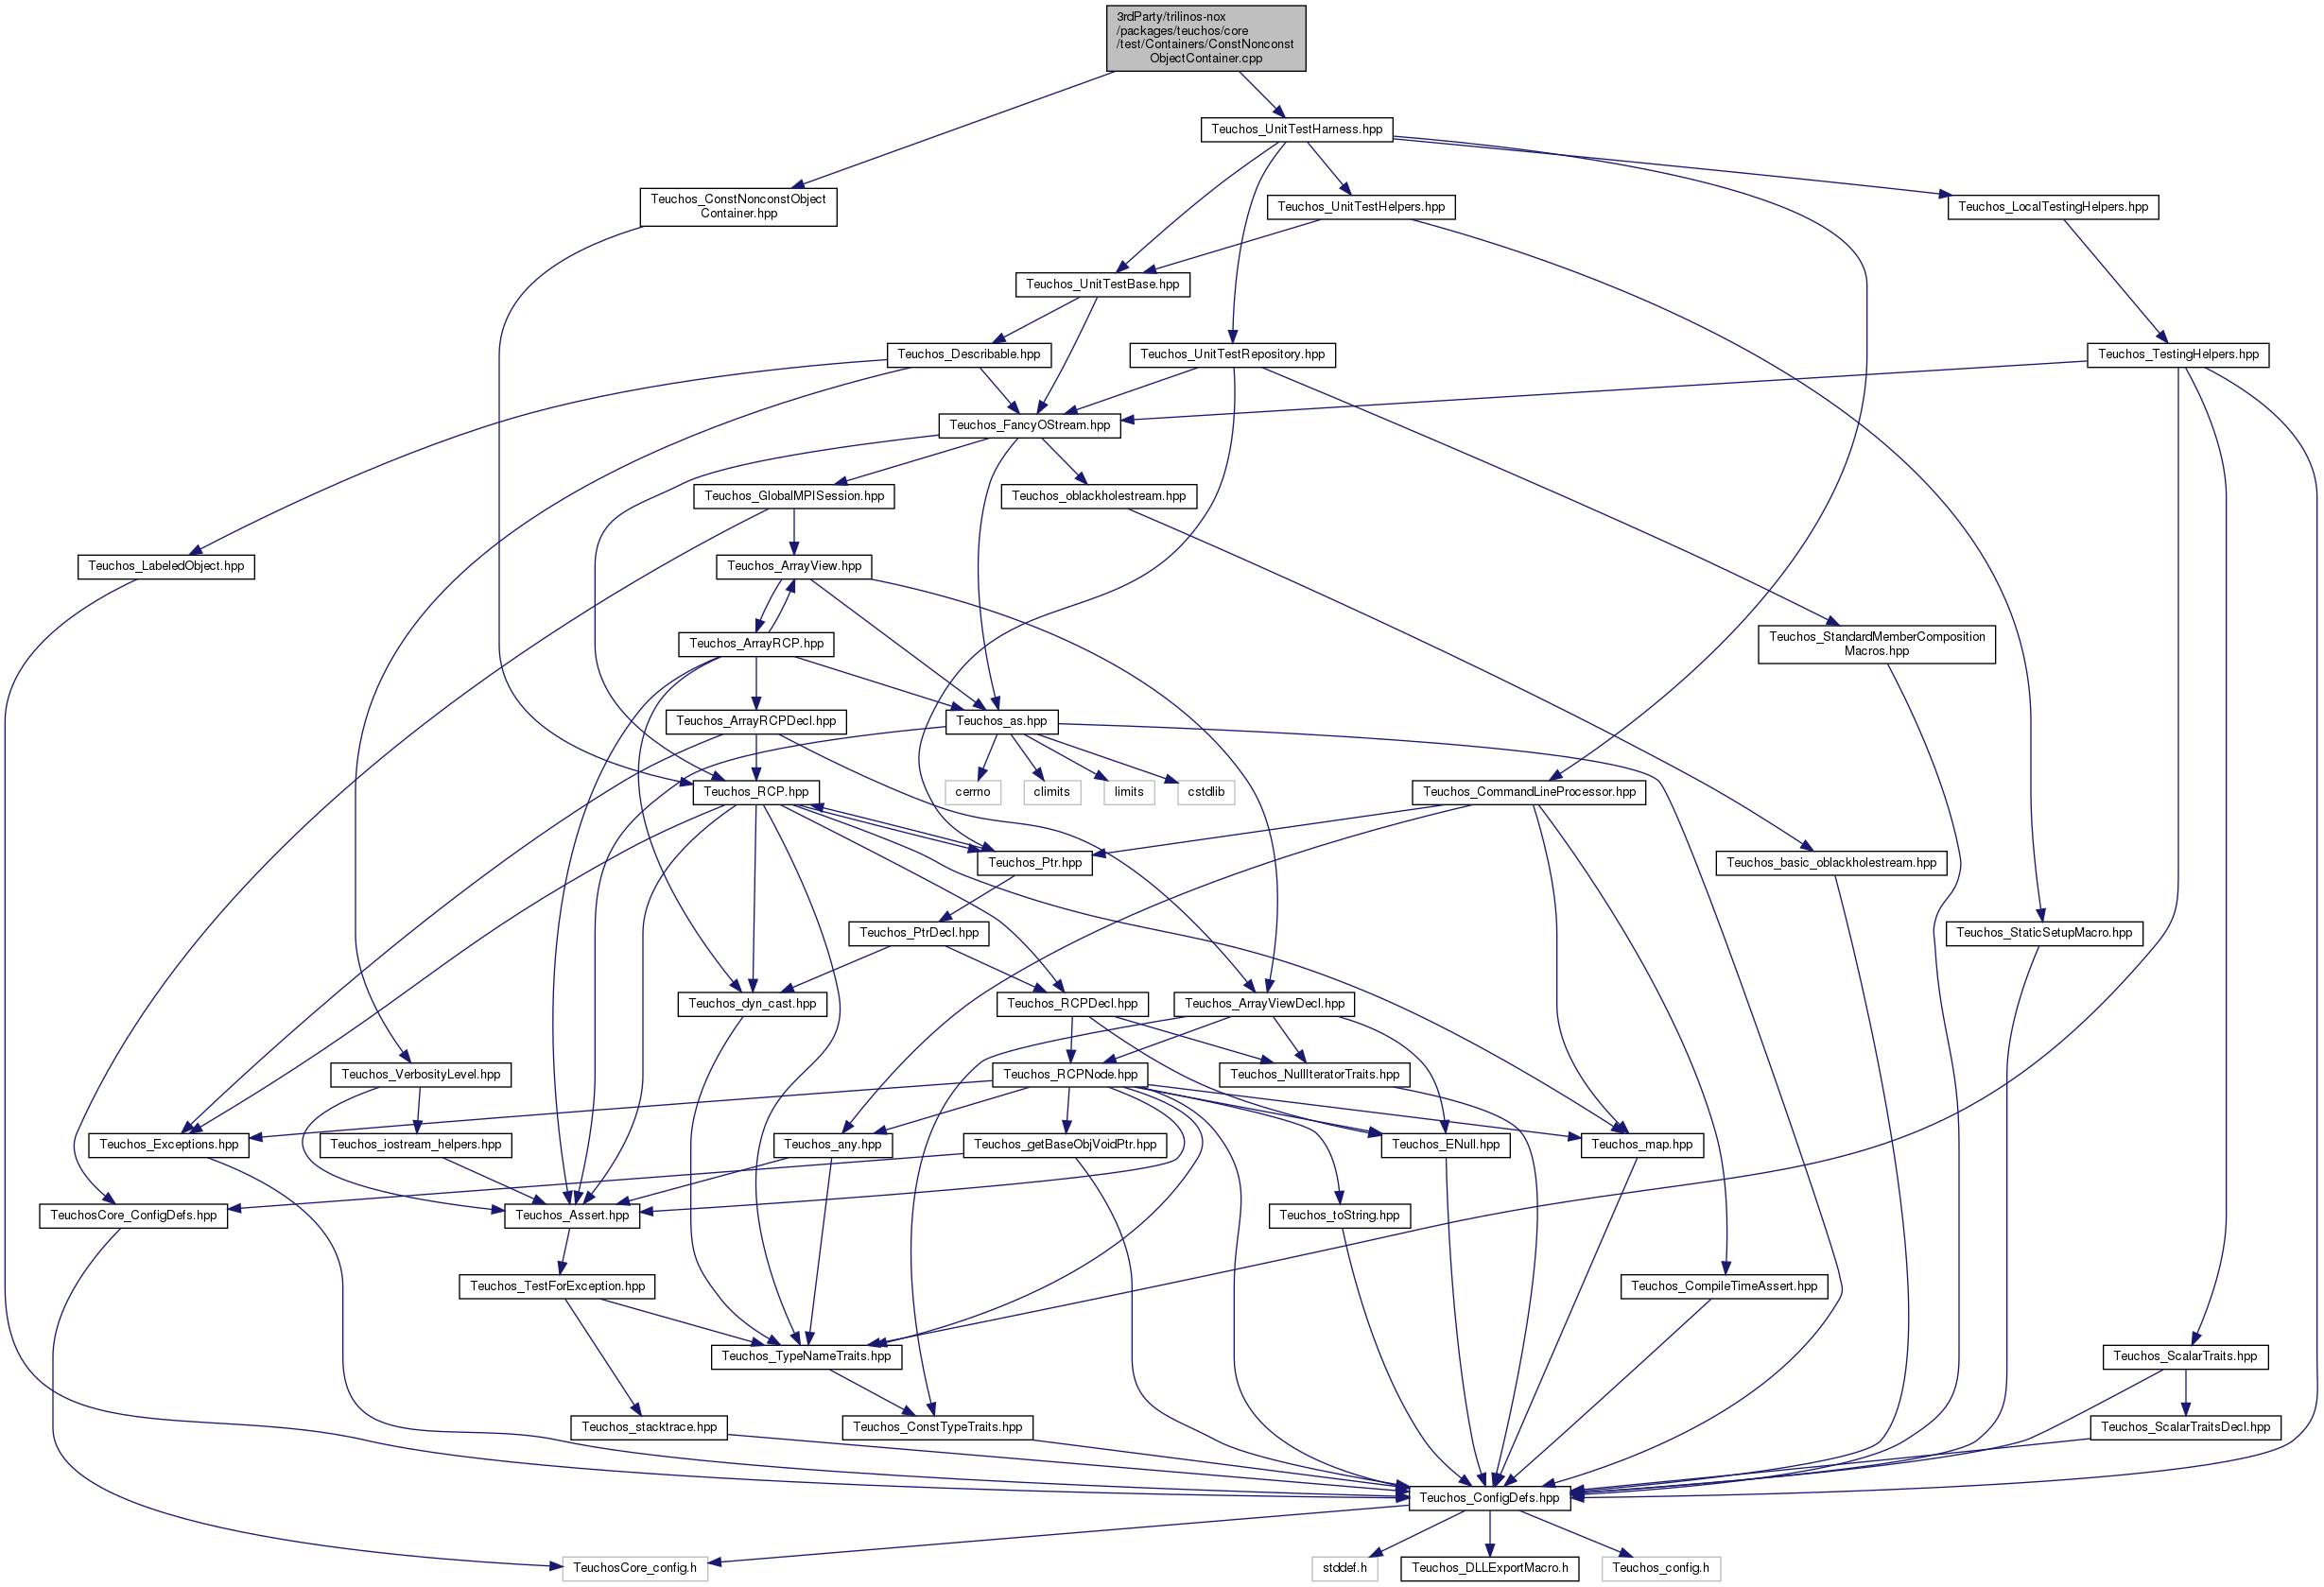 3rdParty/trilinos-nox
/packages/teuchos/core
/test/Containers/ConstNonconst
ObjectContainer.cpp
Teuchos_UnitTestHarness.hpp
Teuchos_ConstNonconstObject
Container.hpp
Teuchos_UnitTestHelpers.hpp
Teuchos_LocalTestingHelpers.hpp
Teuchos_UnitTestBase.hpp
Teuchos_Describable.hpp
Teuchos_UnitTestRepository.hpp
Teuchos_TestingHelpers.hpp
Teuchos_FancyOStream.hpp
Teuchos_GlobalMPISession.hpp
Teuchos_oblackholestream.hpp
Teuchos_LabeledObject.hpp
Teuchos_ArrayView.hpp
Teuchos_ArrayRCP.hpp
Teuchos_StandardMemberComposition
Macros.hpp
Teuchos_ArrayRCPDecl.hpp
Teuchos_as.hpp
Teuchos_RCP.hpp
cerrno
climits
limits
cstdlib
Teuchos_CommandLineProcessor.hpp
Teuchos_Ptr.hpp
Teuchos_basic_oblackholestream.hpp
Teuchos_PtrDecl.hpp
Teuchos_StaticSetupMacro.hpp
Teuchos_dyn_cast.hpp
Teuchos_RCPDecl.hpp
Teuchos_ArrayViewDecl.hpp
Teuchos_VerbosityLevel.hpp
Teuchos_RCPNode.hpp
Teuchos_NullIteratorTraits.hpp
Teuchos_Exceptions.hpp
Teuchos_iostream_helpers.hpp
Teuchos_any.hpp
Teuchos_getBaseObjVoidPtr.hpp
Teuchos_ENull.hpp
Teuchos_map.hpp
TeuchosCore_ConfigDefs.hpp
Teuchos_Assert.hpp
Teuchos_toString.hpp
Teuchos_TestForException.hpp
Teuchos_CompileTimeAssert.hpp
Teuchos_TypeNameTraits.hpp
Teuchos_ScalarTraits.hpp
Teuchos_stacktrace.hpp
Teuchos_ConstTypeTraits.hpp
Teuchos_ScalarTraitsDecl.hpp
Teuchos_ConfigDefs.hpp
TeuchosCore_config.h
stddef.h
Teuchos_DLLExportMacro.h
Teuchos_config.h